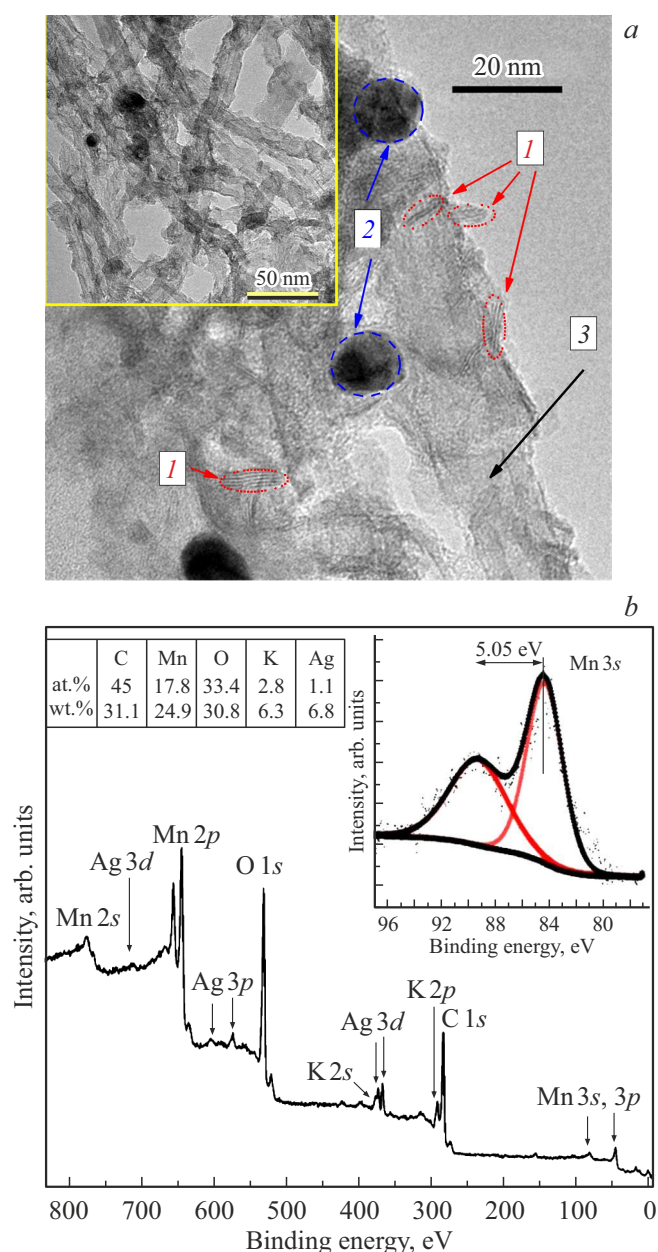 a
20 nm
1
2
50 nm
3
1
b
C Mn O K Ag
at.% 45 17.8 33.4 2.8 1.1
wt.% 31.1 24.9 30.8 6.3 6.8
5.05 eV
Mn 3s
Intensity, arb. units
96 92 88 84 80
Binding energy, eV
Mn 2p
Ag 3d
O 1s
Mn 2s
Ag 3p
K 2p
Ag 3d
C 1s
K 2s
Mn 3s, 3p
Intensity, arb. units
800 700 600 500 400 300 200 100 0
Binding energy, eV